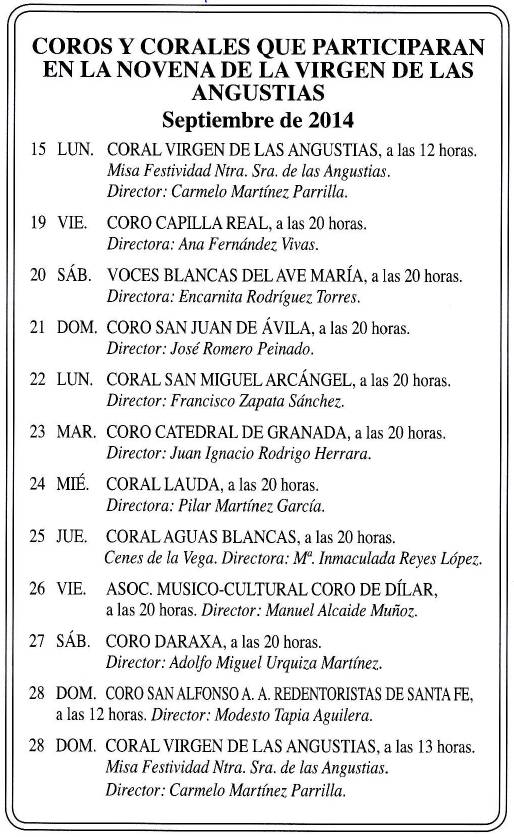 COROS Y CORALES QUE PARTICIPARAN
EN LA NOVENA DE LA VIRGEN DE LAS
ANGUSTIAS
Septiembre de 2014
15 LUN. CORAL VIRGEN DE LAS ANGUSTIAS, a las 12 horas.
Misa Festividad Ntra. Sra. de las Angustias.
Director: Carmelo Martínez Parrilla.
19 VIE. CORO CAPILLA REAL, a las 20 horas.
Directora: Ana Fernández Vivas.
20 SÁB. VOCES BLANCAS DEL AVE MARÍA, a las 20 horas.
Directora: Encarnita Rodríguez Torres.
21 DOM. CORO SAN JUAN DE ÁVILA, a las 20 horas.
Director: José Romero Peinado.
22 LUN. CORAL SAN MIGUEL ARCÁNGEL, a las 20 horas.
Director: Francisco Zapata Sánchez.
23 MAR. CORO CATEDRAL DE GRANADA, a las 20 horas.
Director: Juan Ignacio Rodrigo Herrara.
24 MIÉ. CORAL LAUDA, a las 20 horas.
Directora: Pilar Martínez García.
25 JUE. CORAL AGUAS BLANCAS, a las 20 horas.
Cenes de la Vega. Directora: Mª. Inmaculada Reyes López.
26 VIE. ASOC. MUSICO-CULTURAL CORO DE DÍLAR,
a las 20 horas. Director: Manuel Alcaide Muñoz.
27 SÁB. CORO DARAXA, a las 20 horas.
Director: Adolfo Miguel Urquiza Martínez.
28 DOM. CORO SAN ALFONSO A. A. REDENTORISTAS DE SANTA FE,
a las 12 horas. Director: Modesto Tapia Aguilera.
28 DOM. CORAL VIRGEN DE LAS ANGUSTIAS, a las 13 horas.
Misa Festividad Ntra. Sra. de las Angustias.
Director: Carmelo Martínez Parrilla.